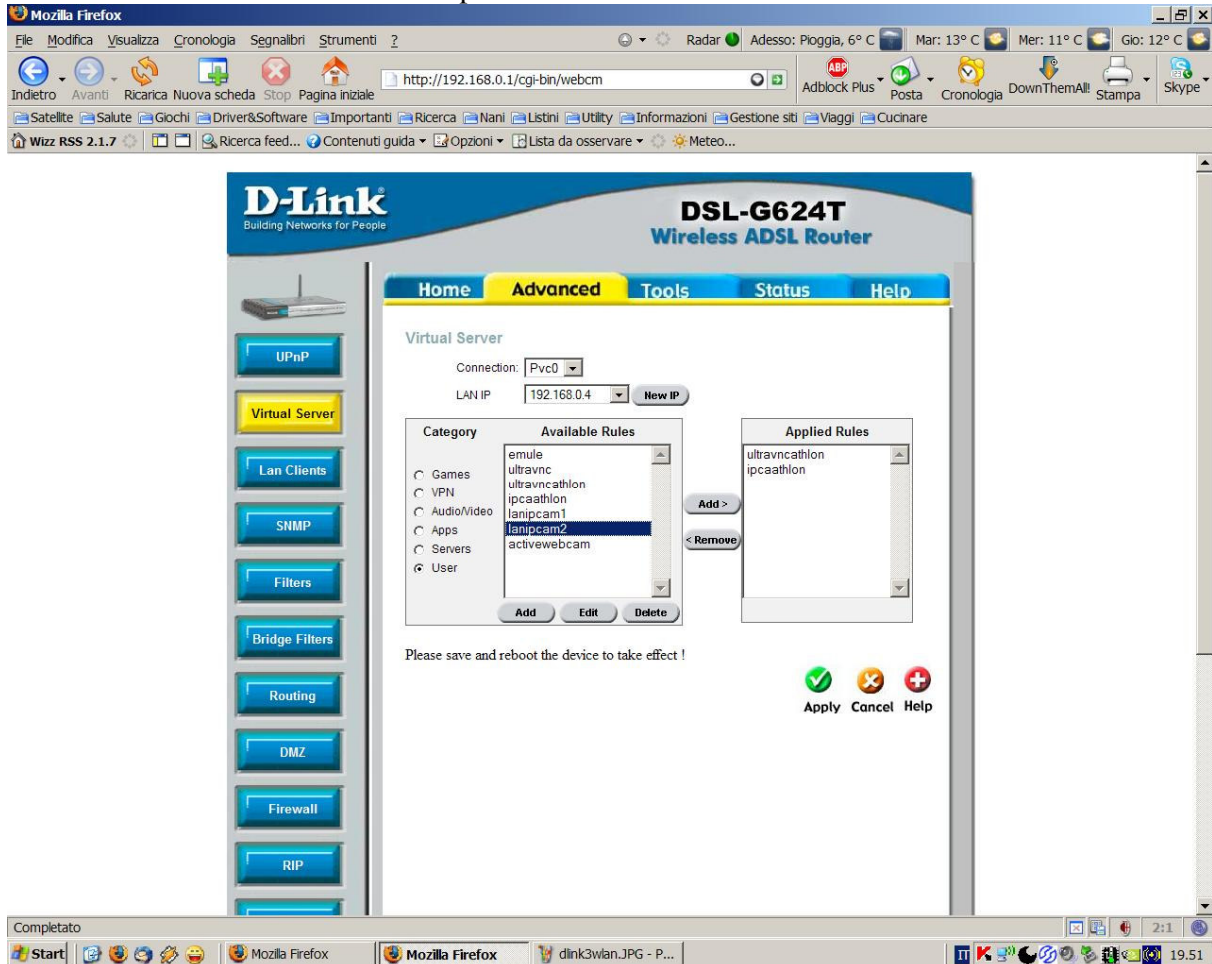 Mozilla Firefox
File Modifica Visualizza Cronologia Segnalibri Strumenti ?
Radar Adesso: Pioggia, 6° C Mar: 13° C Mer: 11° C Gio: 12° C
http://192.168.0.1/cgi-bin/webcm
ABP
Indietro Avanti Ricarica Nuova scheda Stop Pagina iniziale Adblock Plus Posta Cronologia DownThemAll! Stampa Skype
Satellite Salute Giochi Driver&Software Importanti Ricerca Nani Listini Utility Informazioni Gestione siti Viaggi Cucinare
Wizz RSS 2.1.7 Ricerca feed... Contenuti guida Opzioni Lista da osservare Meteo...
D-Link
Building Networks for People
DSL-G624T
Wireless ADSL Router
Home Advanced Tools Status Help
UPnP
Virtual Server
Lan Clients
SNMP
Filters
Bridge Filters
Routing
DMZ
Firewall
RIP
Virtual Server
Connection: Pvc0
LAN IP 192.168.0.4 New IP
Category Available Rules Applied Rules
Games
VPN
Audio/Video
Apps
Servers
User
emule
ultravnc
ultravncathlon
ipcaathlon
lanipcam1
lanipcam2
activewebcam
Add Edit Delete
Add >
< Remove
ultravncathlon
ipcaathlon
Please save and reboot the device to take effect !
Apply Cancel Help
Completato 2:1
Start Mozilla Firefox Mozilla Firefox dlink3wlan.JPG - P... 19.51